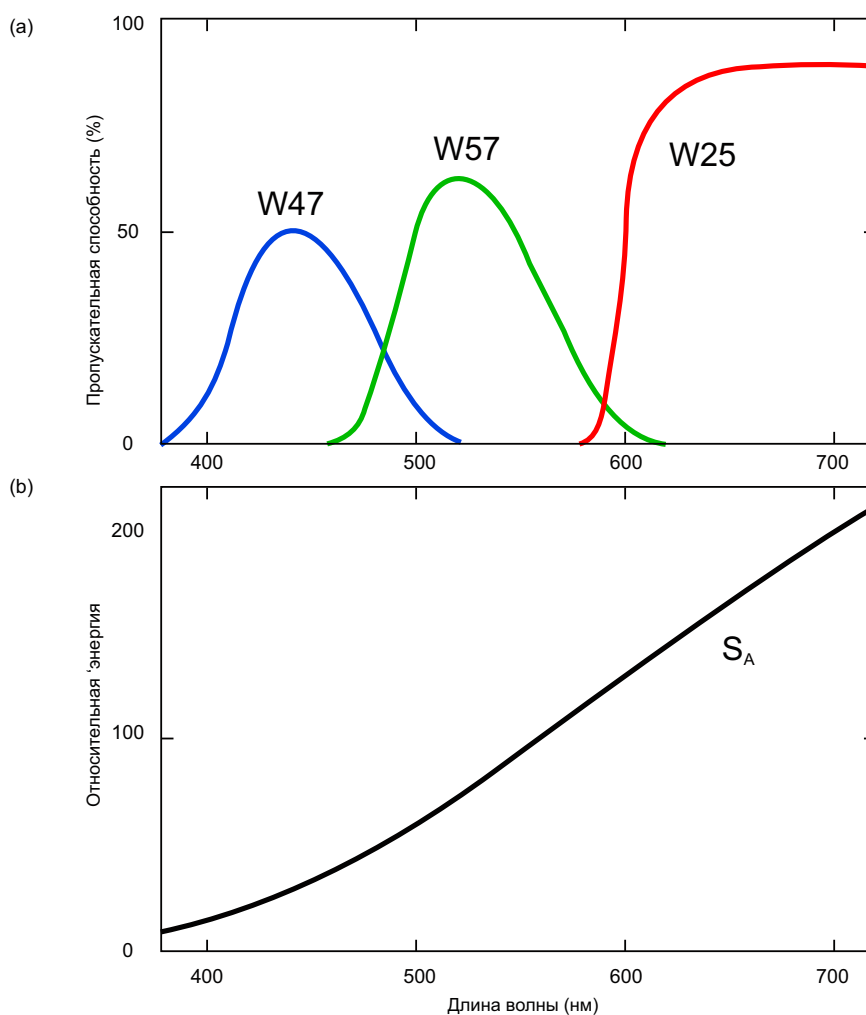 (a)
100
50
0
Пропускательная способность (%)
W47
W57
W25
400 500 600 700
(b)
200
100
0
Относительная ‘энергия
S_A
400 500 600 700
Длина волны (нм)